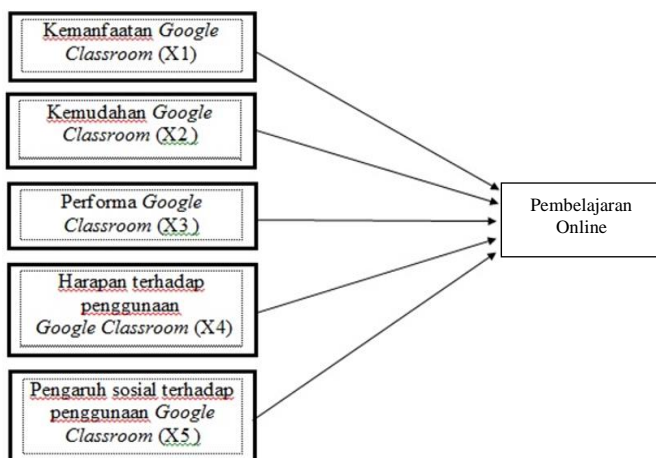 Kemanfaatan Google
Classroom (X1)
Kemudahan Google
Classroom (X2)
Performa Google
Classroom (X3)
Harapan terhadap
penggunaan
Google Classroom (X4)
Pengaruh sosial terhadap
penggunaan Google
Classroom (X5)
Pembelajaran
Online